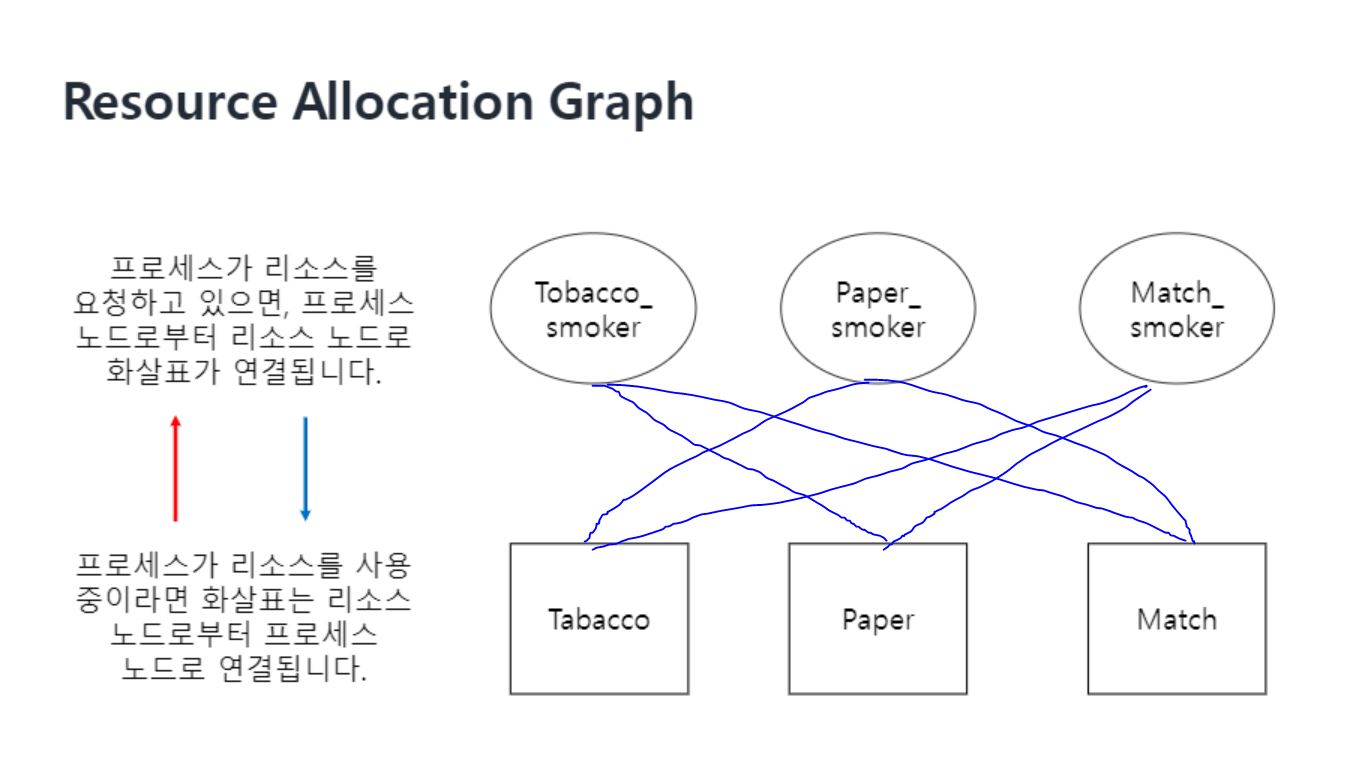 Resource Allocation Graph
프로세스가 리소스를
요청하고 있으면, 프로세스
노드로부터 리소스 노드로
화살표가 연결됩니다.
프로세스가 리소스를 사용
중이라면 화살표는 리소스
노드로부터 프로세스
노드로 연결됩니다.
Tobacco_
smoker
Paper_
smoker
Match_
smoker
Tabacco
Paper
Match